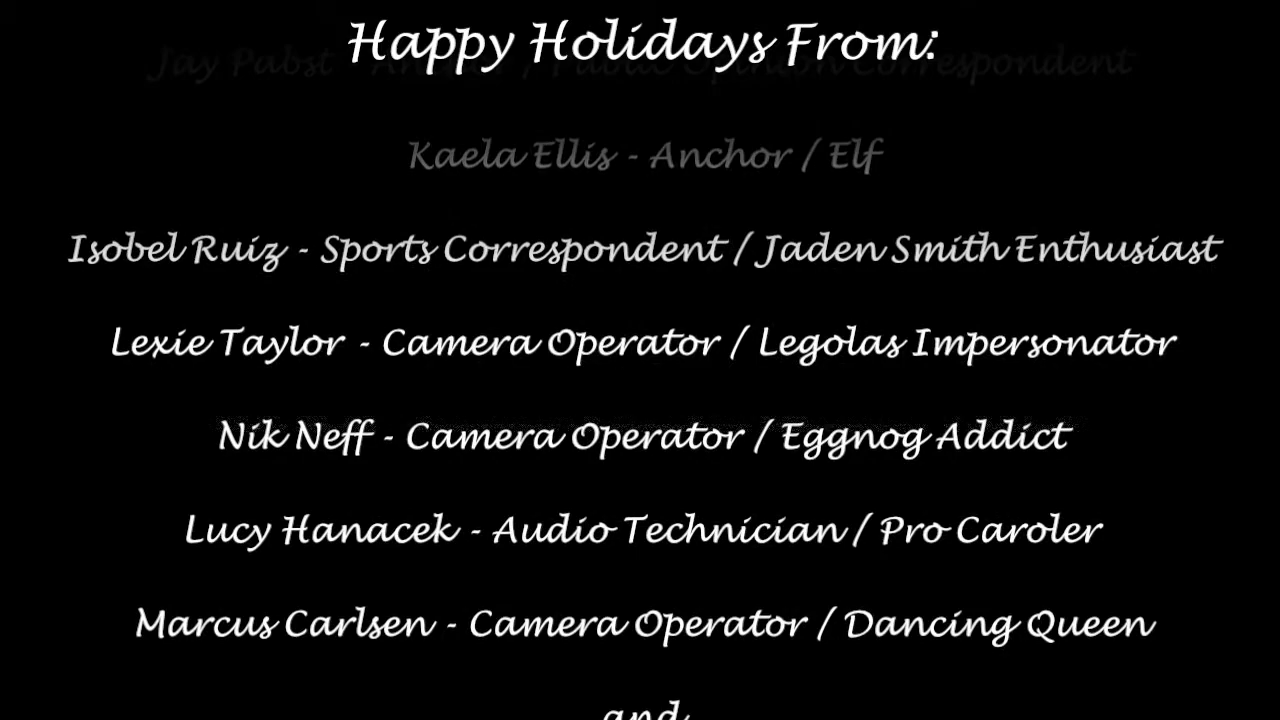 Happy Holidays From:
Jay Pabst - Anchor / Public Opinion Correspondent
Kaela Ellis - Anchor / Elf
Isobel Ruiz - Sports Correspondent / Jaden Smith Enthusiast
Lexie Taylor - Camera Operator / Legolas Impersonator
Nik Neff - Camera Operator / Eggnog Addict
Lucy Hanacek - Audio Technician / Pro Caroler
Marcus Carlsen - Camera Operator / Dancing Queen
and